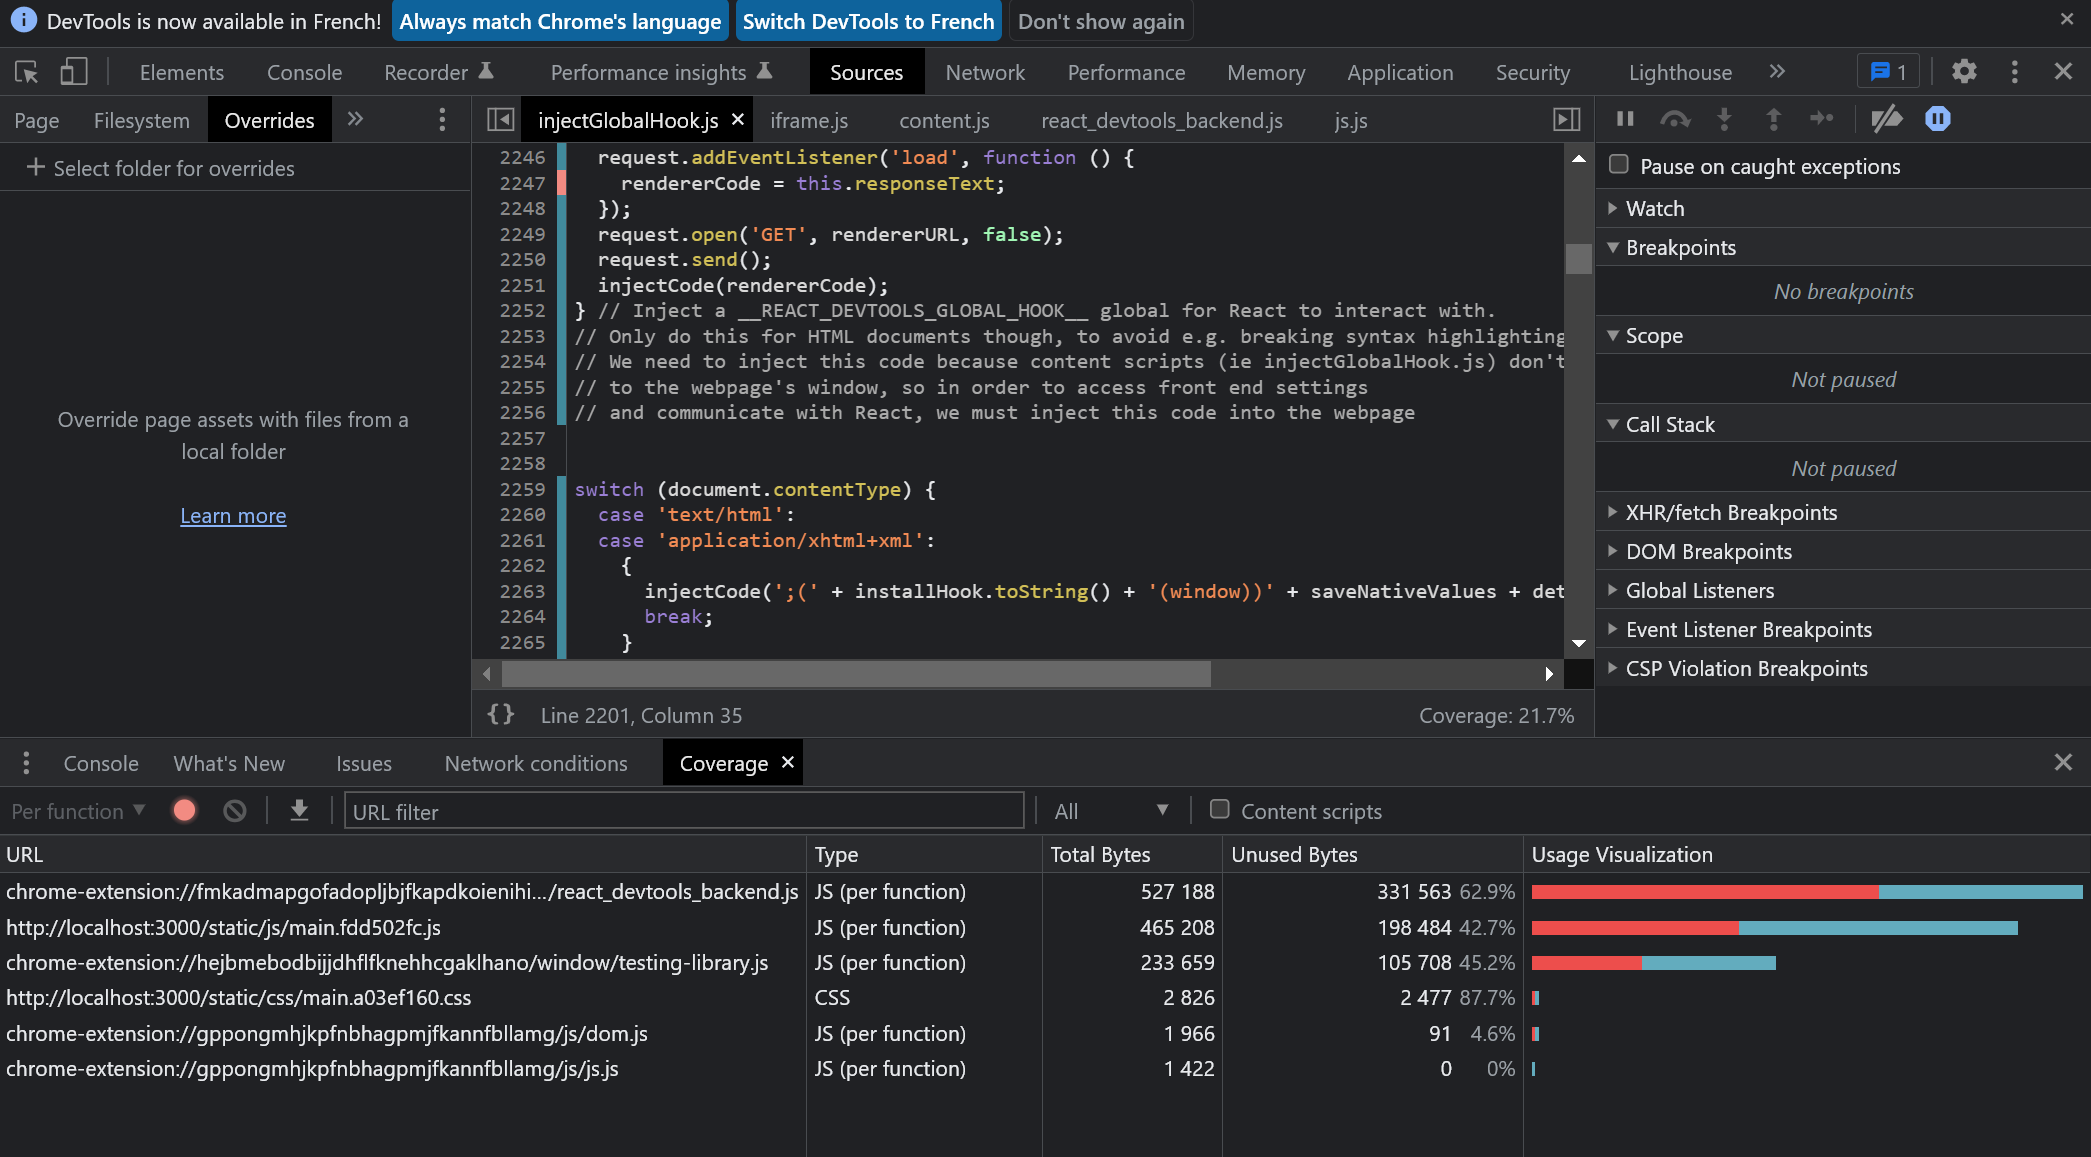 DevTools is now available in French! Always match Chrome's language Switch DevTools to French Don't show again
Elements Console Recorder Performance insights Sources Network Performance Memory Application Security Lighthouse 1
Page Filesystem Overrides
Select folder for overrides
Override page assets with files from a
local folder
Learn more
injectGlobalHook.js iframe.js content.js react_devtools_backend.js js.js
2246 request.addEventListener('load', function () {
2247 rendererCode = this.responseText;
2248 });
2249 request.open('GET', rendererURL, false);
2250 request.send();
2251 injectCode(rendererCode);
2252 } // Inject a __REACT_DEVTOOLS_GLOBAL_HOOK__ global for React to interact with.
2253 // Only do this for HTML documents though, to avoid e.g. breaking syntax highlighting
2254 // We need to inject this code because content scripts (ie injectGlobalHook.js) don't
2255 // to the webpage's window, so in order to access front end settings
2256 // and communicate with React, we must inject this code into the webpage
2257
2258
2259 switch (document.contentType) {
2260 case 'text/html':
2261 case 'application/xhtml+xml':
2262 {
2263 injectCode(';(' + installHook.toString() + '(window))' + saveNativeValues + det
2264 break;
2265 }
{} Line 2201, Column 35 Coverage: 21.7%
Pause on caught exceptions
Watch
Breakpoints
No breakpoints
Scope
Not paused
Call Stack
Not paused
XHR/fetch Breakpoints
DOM Breakpoints
Global Listeners
Event Listener Breakpoints
CSP Violation Breakpoints
Console What's New Issues Network conditions Coverage
Per function URL filter All Content scripts
URL Type Total Bytes Unused Bytes Usage Visualization
chrome-extension://fmkadmapgofadopljbjfkapdkoienihi…/react_devtools_backend.js JS (per function) 527 188 331 563 62.9%
http://localhost:3000/static/js/main.fdd502fc.js JS (per function) 465 208 198 484 42.7%
chrome-extension://hejbmebodbijjdhflfknehhcgaklhano/window/testing-library.js JS (per function) 233 659 105 708 45.2%
http://localhost:3000/static/css/main.a03ef160.css CSS 2 826 2 477 87.7%
chrome-extension://gppongmhjkpfnbhagpmjfkannfbllamg/js/dom.js JS (per function) 1 966 91 4.6%
chrome-extension://gppongmhjkpfnbhagpmjfkannfbllamg/js/js.js JS (per function) 1 422 0 0%